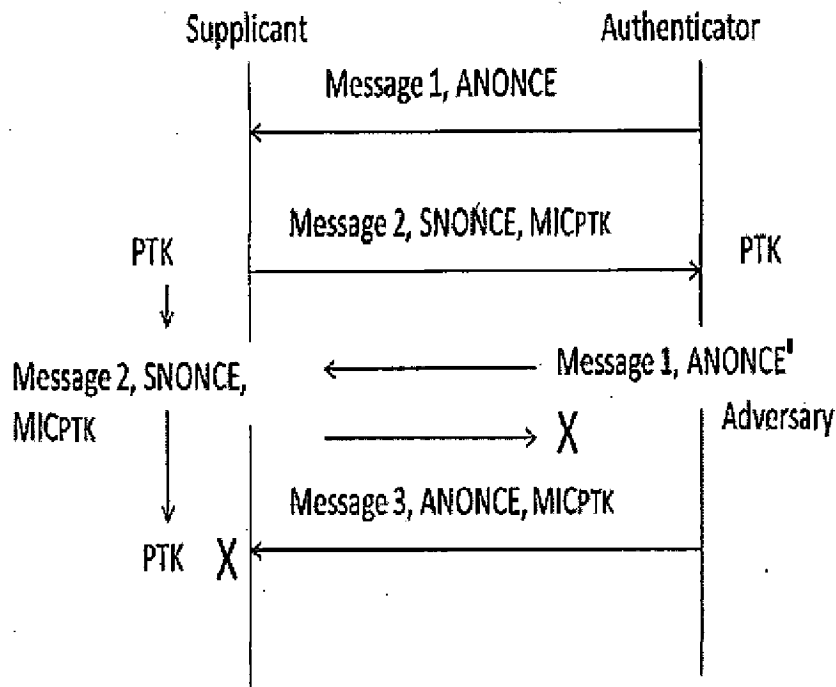 Supplicant Authenticator
Message 1, ANONCE
Message 2, SNONCE, MICPTK
PTK PTK
Message 1, ANONCE'
Message 2, SNONCE,
MICPTK
X Adversary
Message 3, ANONCE, MICPTK
PTK X